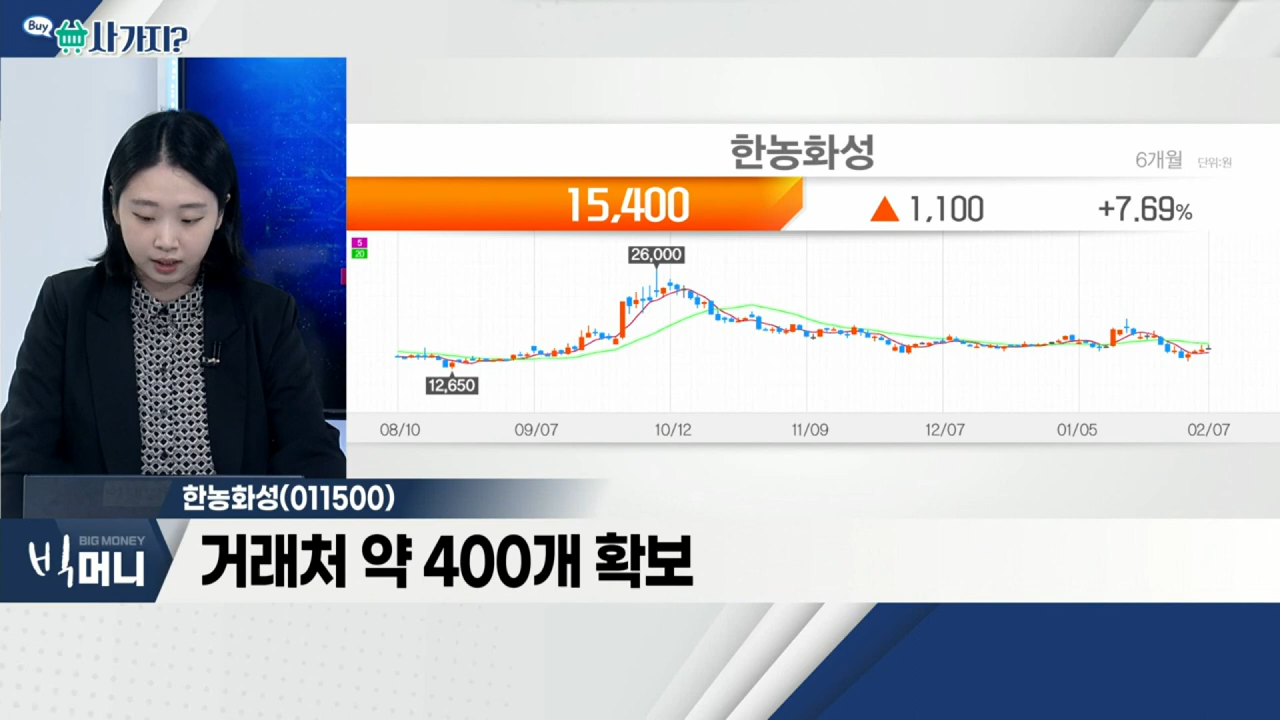 Buy 사가지?
한농화성
6개월 단위:원
15,400 ▲ 1,100 +7.69%
5
20
26,000
12,650
08/10 09/07 10/12 11/09 12/07 01/05 02/07
한농화성(011500)
BIG MONEY
빅머니
거래처 약 400개 확보